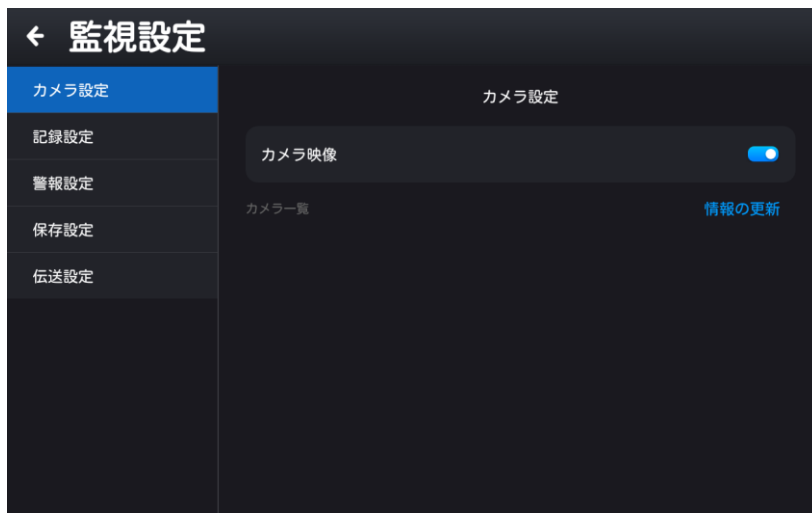 監視設定
カメラ設定
記録設定
警報設定
保存設定
伝送設定
カメラ設定
カメラ映像
カメラ一覧
情報の更新